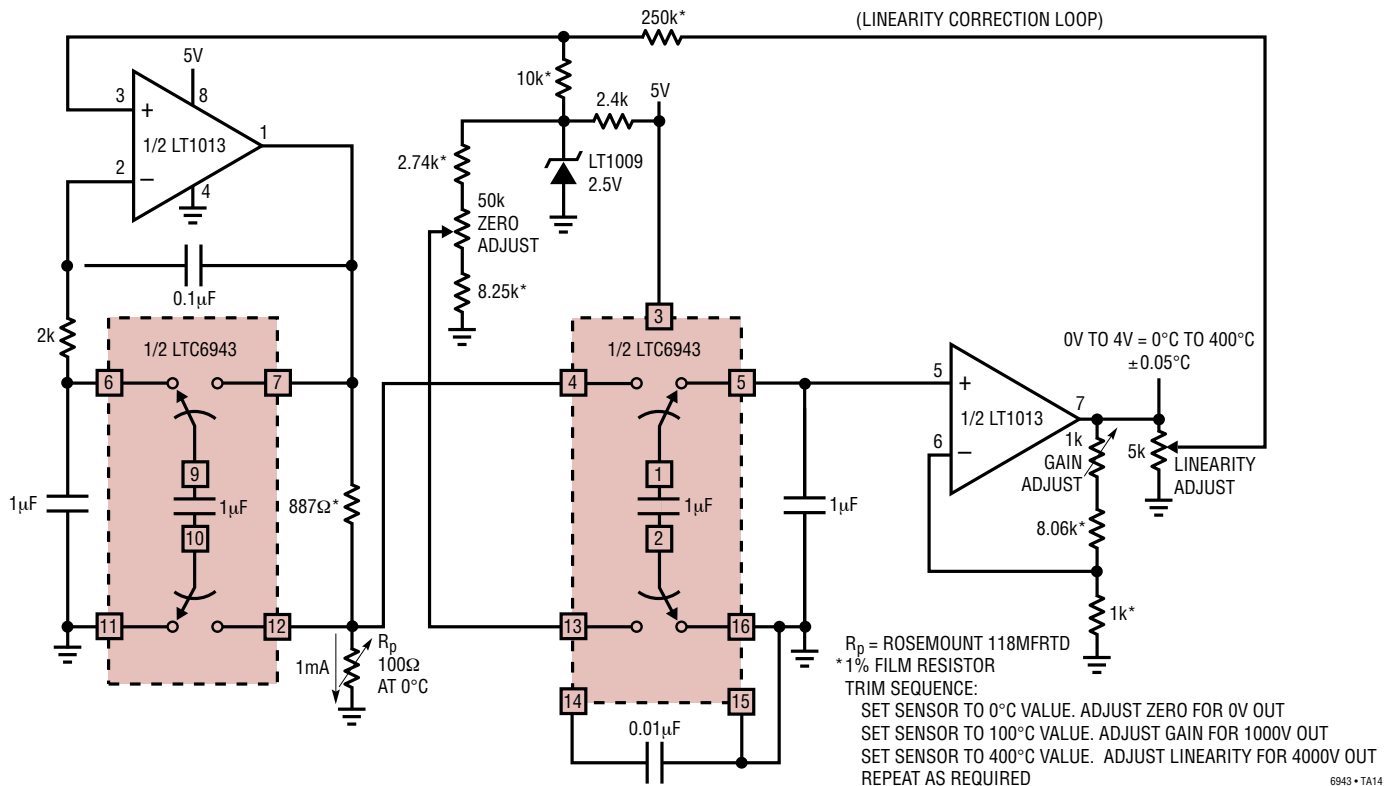 250k*
(LINEARITY CORRECTION LOOP)
5V
10k*
2.4k
5V
3
+
8
1/2 LT1013
1
2
–
4
2.74k*
LT1009
2.5V
50k
ZERO
ADJUST
8.25k*
0.1µF
2k
1/2 LTC6943
6
7
9
1µF
10
1µF
887Ω*
11
12
1mA
Rp
100Ω
AT 0°C
3
1/2 LTC6943
4
5
1
1µF
2
1µF
13
16
14
15
0.01µF
0V TO 4V = 0°C TO 400°C
±0.05°C
5
+
1/2 LT1013
7
6
–
1k
GAIN
ADJUST
5k
LINEARITY
ADJUST
8.06k*
1k*
Rp = ROSEMOUNT 118MFRTD
*1% FILM RESISTOR
TRIM SEQUENCE:
SET SENSOR TO 0°C VALUE. ADJUST ZERO FOR 0V OUT
SET SENSOR TO 100°C VALUE. ADJUST GAIN FOR 1000V OUT
SET SENSOR TO 400°C VALUE. ADJUST LINEARITY FOR 4000V OUT
REPEAT AS REQUIRED
6943 • TA14